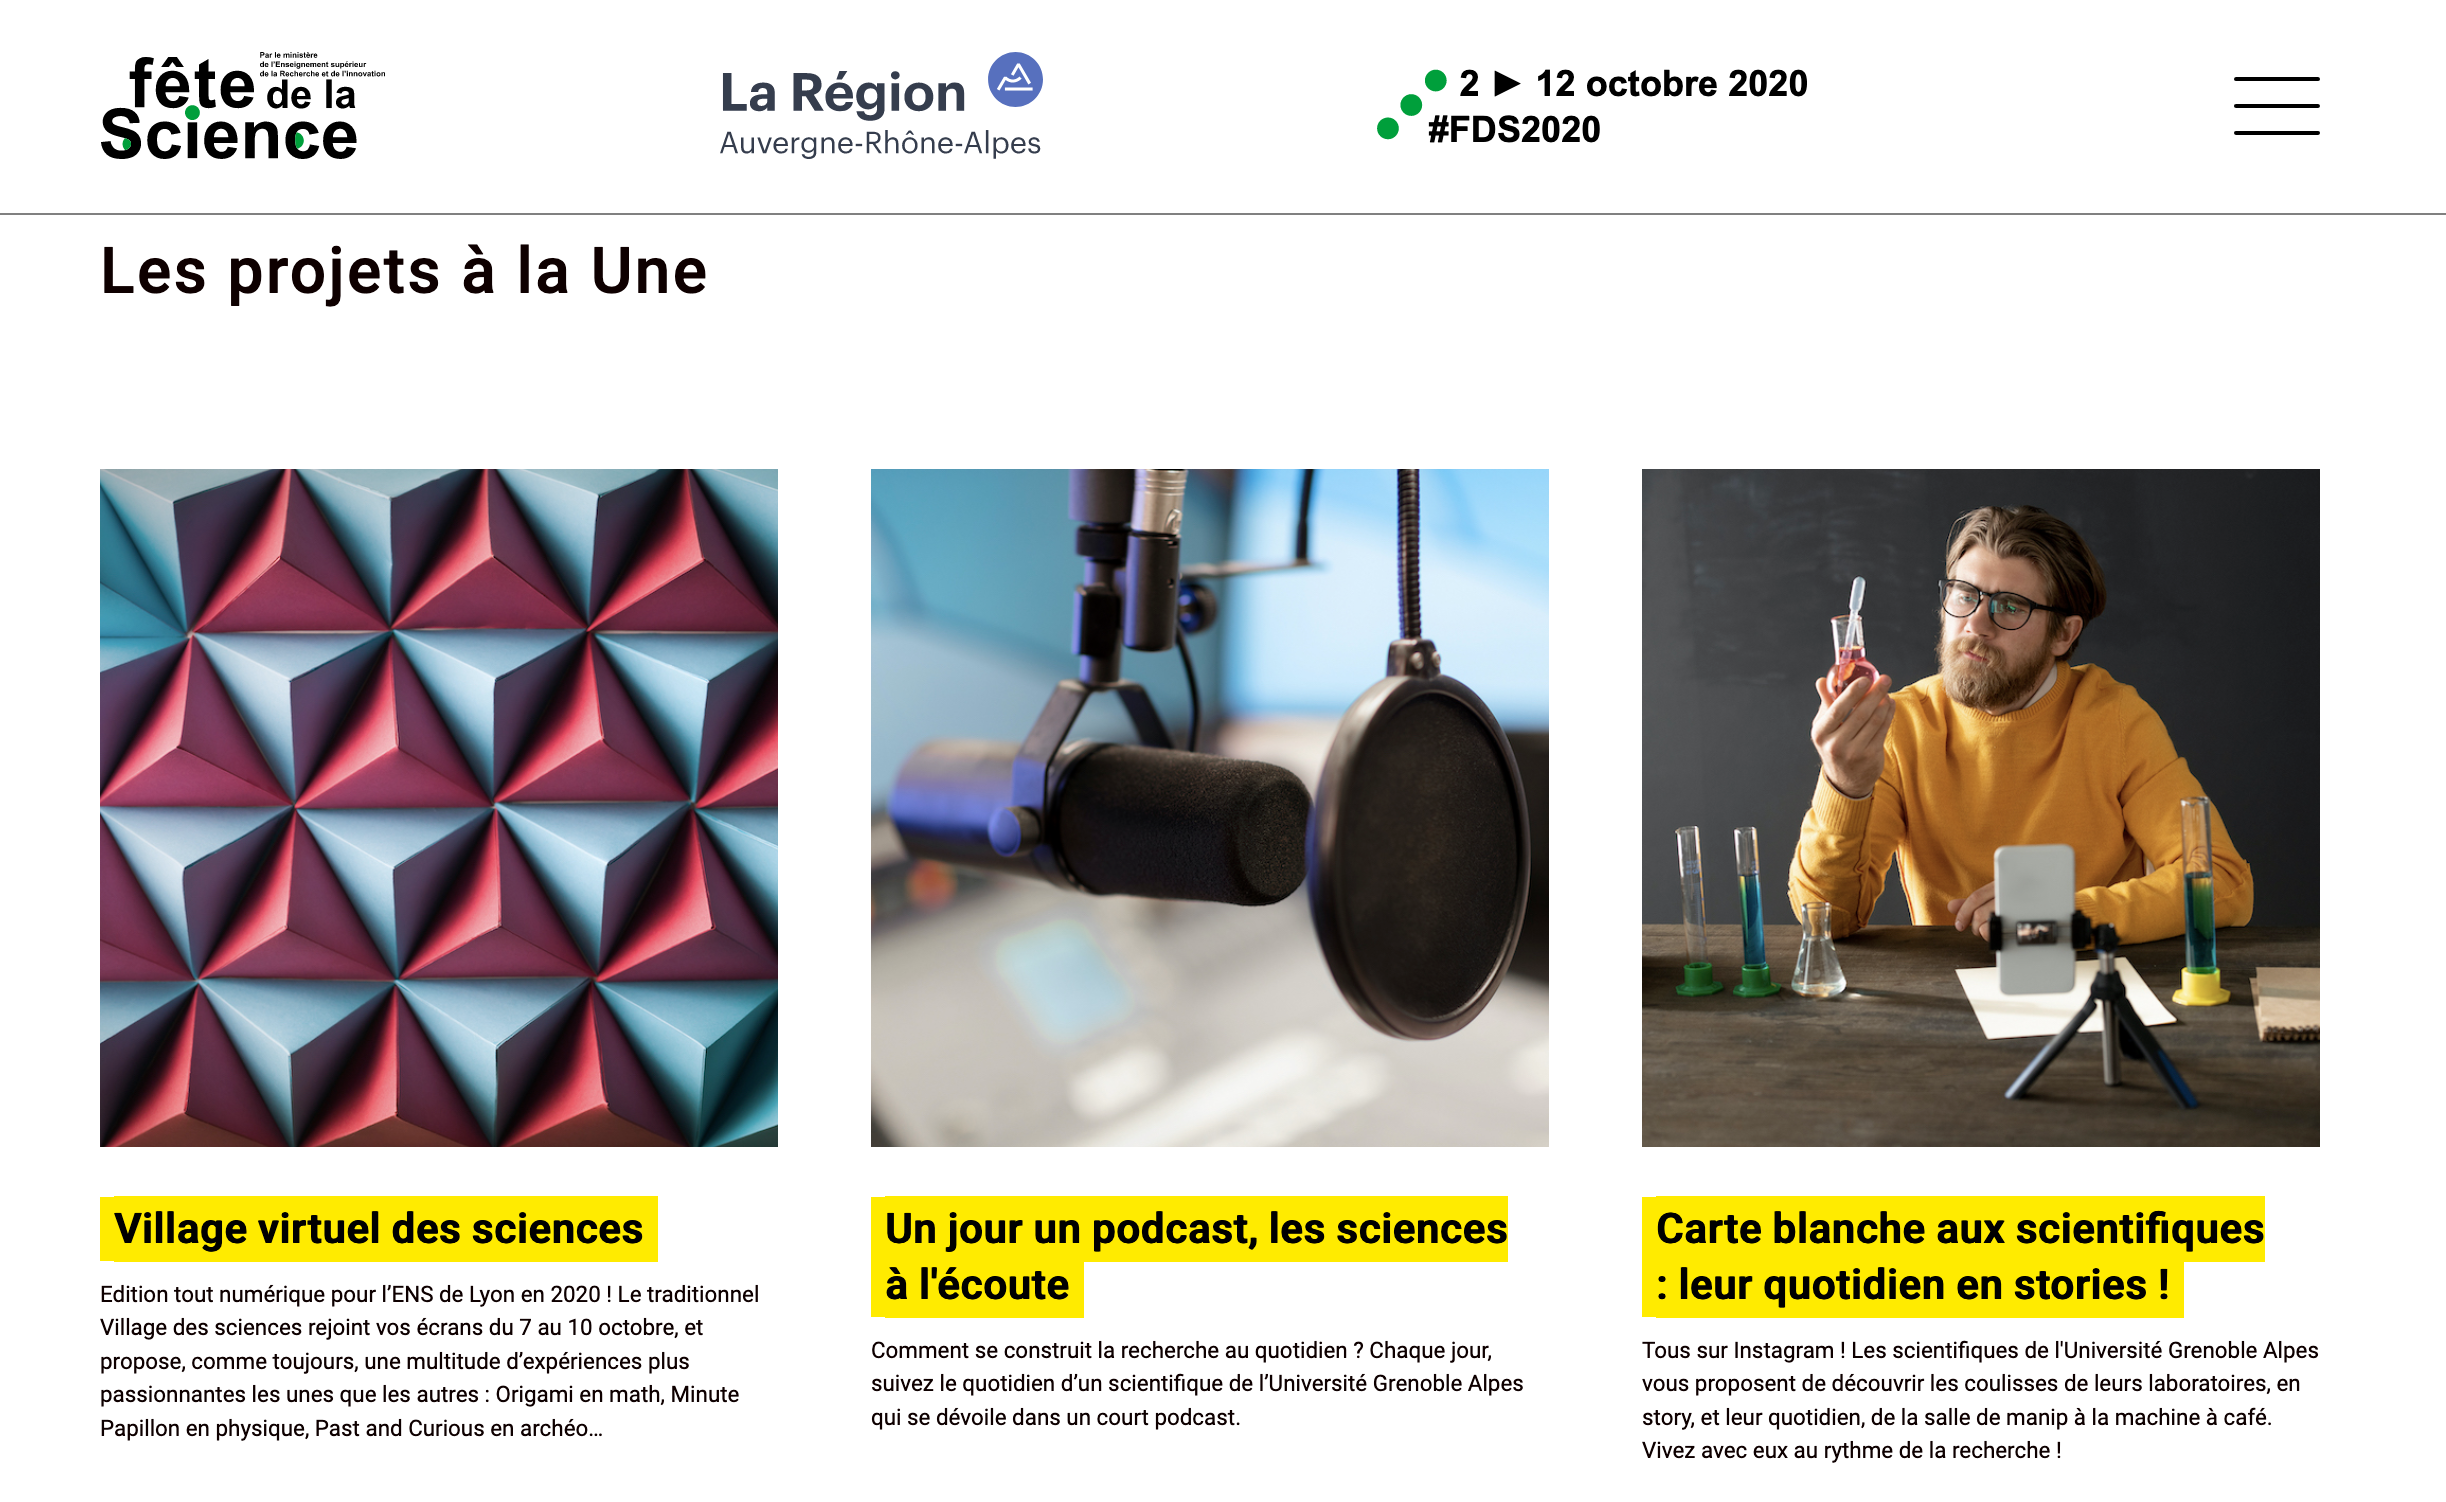 Par le ministère
de l'Enseignement supérieur
de la Recherche et de l'Innovation
fête de la
Science
La Région
Auvergne-Rhône-Alpes
2 ► 12 octobre 2020
#FDS2020
Les projets à la Une
Village virtuel des sciences
Edition tout numérique pour l’ENS de Lyon en 2020 ! Le traditionnel
Village des sciences rejoint vos écrans du 7 au 10 octobre, et
propose, comme toujours, une multitude d’expériences plus
passionnantes les unes que les autres : Origami en math, Minute
Papillon en physique, Past and Curious en archéo…
Un jour un podcast, les sciences
à l'écoute
Comment se construit la recherche au quotidien ? Chaque jour,
suivez le quotidien d’un scientifique de l’Université Grenoble Alpes
qui se dévoile dans un court podcast.
Carte blanche aux scientifiques
: leur quotidien en stories !
Tous sur Instagram ! Les scientifiques de l'Université Grenoble Alpes
vous proposent de découvrir les coulisses de leurs laboratoires, en
story, et leur quotidien, de la salle de manip à la machine à café.
Vivez avec eux au rythme de la recherche !